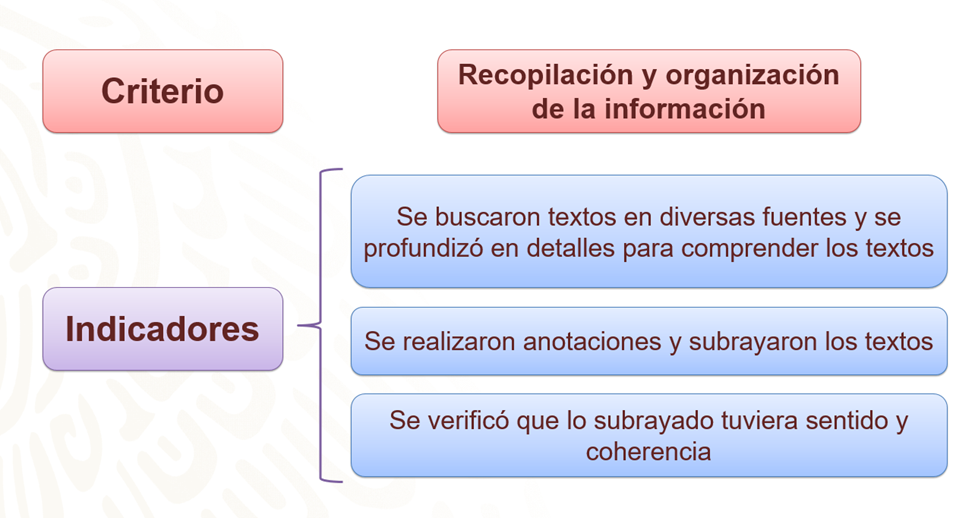 Criterio
Recopilación y organización
de la información
Se buscaron textos en diversas fuentes y se
profundizó en detalles para comprender los textos
Indicadores
Se realizaron anotaciones y subrayaron los textos
Se verificó que lo subrayado tuviera sentido y
coherencia